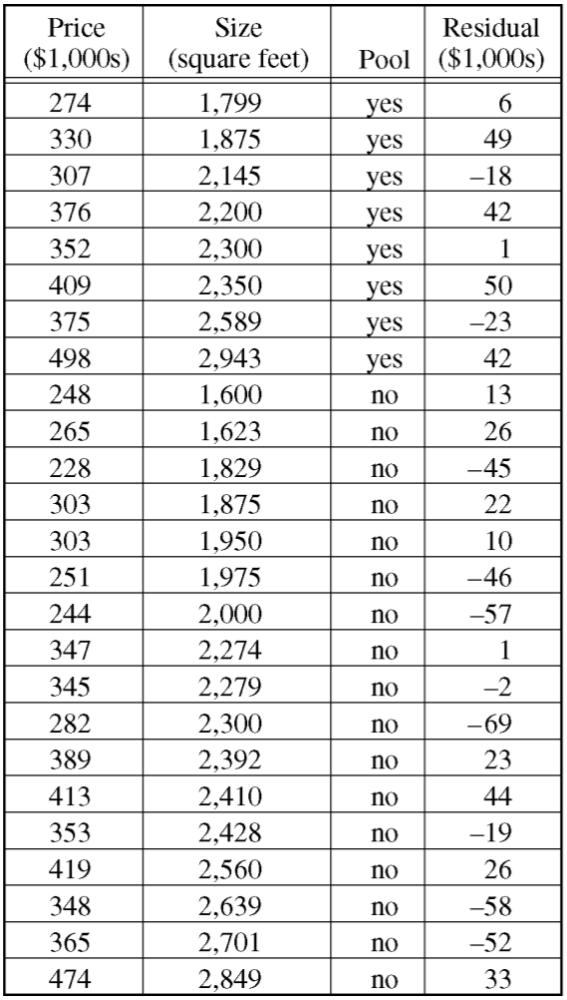 Price Size Residual
($1,000s) (square feet) Pool ($1,000s)
274 1,799 yes 6
330 1,875 yes 49
307 2,145 yes –18
376 2,200 yes 42
352 2,300 yes 1
409 2,350 yes 50
375 2,589 yes –23
498 2,943 yes 42
248 1,600 no 13
265 1,623 no 26
228 1,829 no –45
303 1,875 no 22
303 1,950 no 10
251 1,975 no –46
244 2,000 no –57
347 2,274 no 1
345 2,279 no –2
282 2,300 no –69
389 2,392 no 23
413 2,410 no 44
353 2,428 no –19
419 2,560 no 26
348 2,639 no –58
365 2,701 no –52
474 2,849 no 33